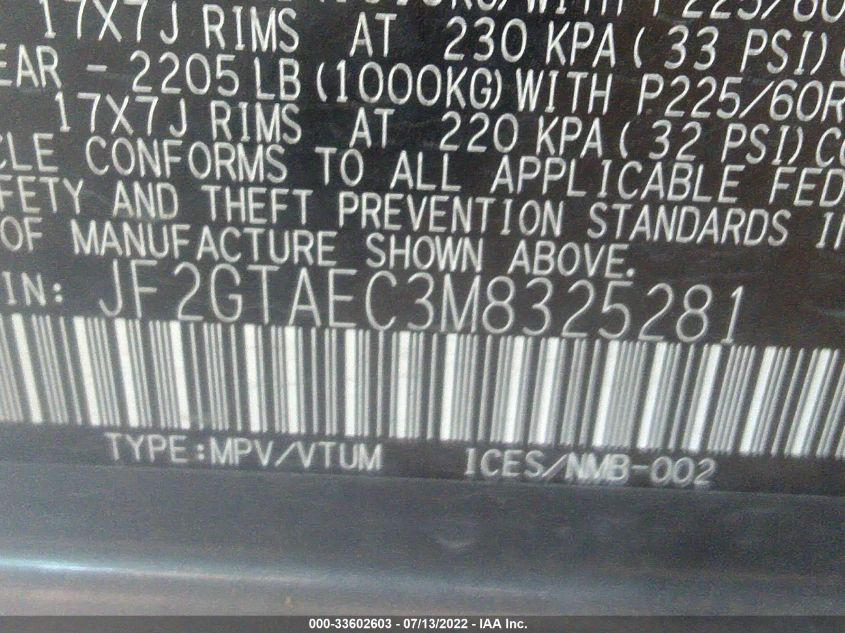 17X7J RIMS AT 230 KPA( 33 PSI)
EAR - 2205 LB(1000KG)WITH P225/60R
17X7J RIMS AT 220 KPA( 32 PSI)CO
CLE CONFORMS TO ALL APPLICABLE FED
FETY AND THEFT PREVENTION STANDARDS IN
OF MANUFACTURE SHOWN ABOVE.
IN: JF2GTAEC3M8325281
TYPE:MPV/VTUM ICES/NMB-002
000-33602603 - 07/13/2022 - IAA Inc.